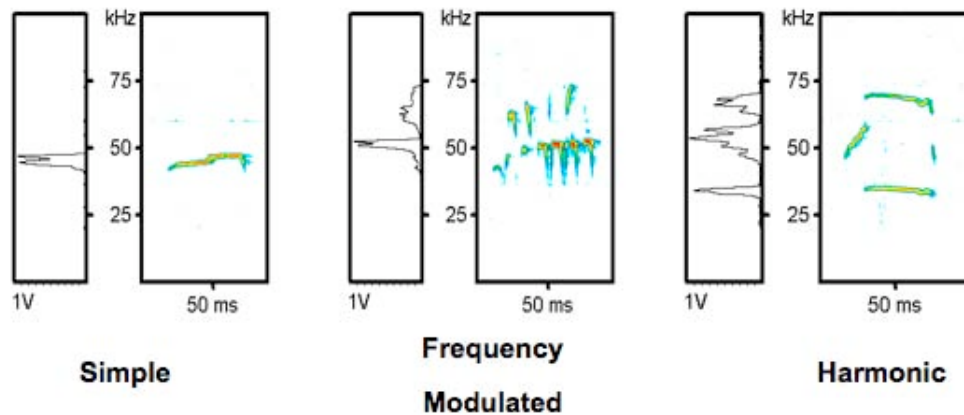 kHz kHz kHz
75 75 75
50 50 50
25 25 25
1V 50 ms 1V 50 ms 1V 50 ms
Simple
Frequency
Modulated
Harmonic